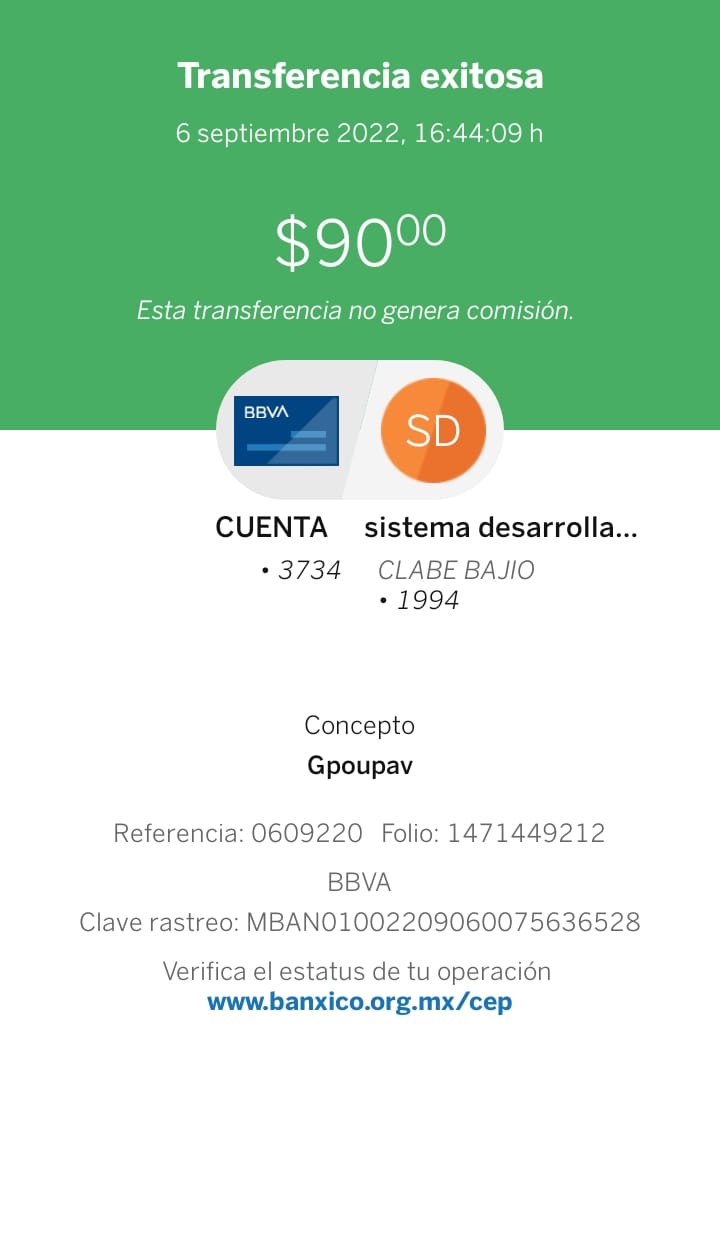 Transferencia exitosa
6 septiembre 2022, 16:44:09 h
$90⁰⁰
Esta transferencia no genera comisión.
BBVA
SD
CUENTA
• 3734
sistema desarrolla...
CLABE BAJIO
• 1994
Concepto
Gpoupav
Referencia: 0609220 Folio: 1471449212
BBVA
Clave rastreo: MBAN01002209060075636528
Verifica el estatus de tu operación
www.banxico.org.mx/cep